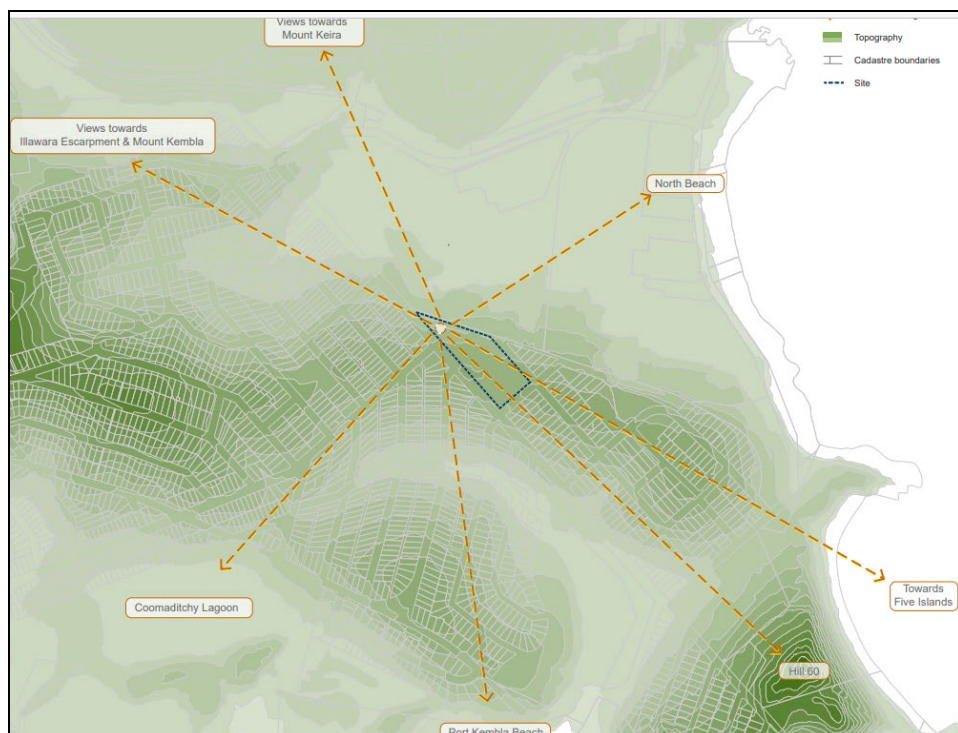 Views towards
Mount Keira
Topography
Cadastre boundaries
Site
Views towards
Illawara Escarpment & Mount Kembla
North Beach
Coomaditchy Lagoon
Towards
Five Islands
Hill 60
Port Kembla Beach